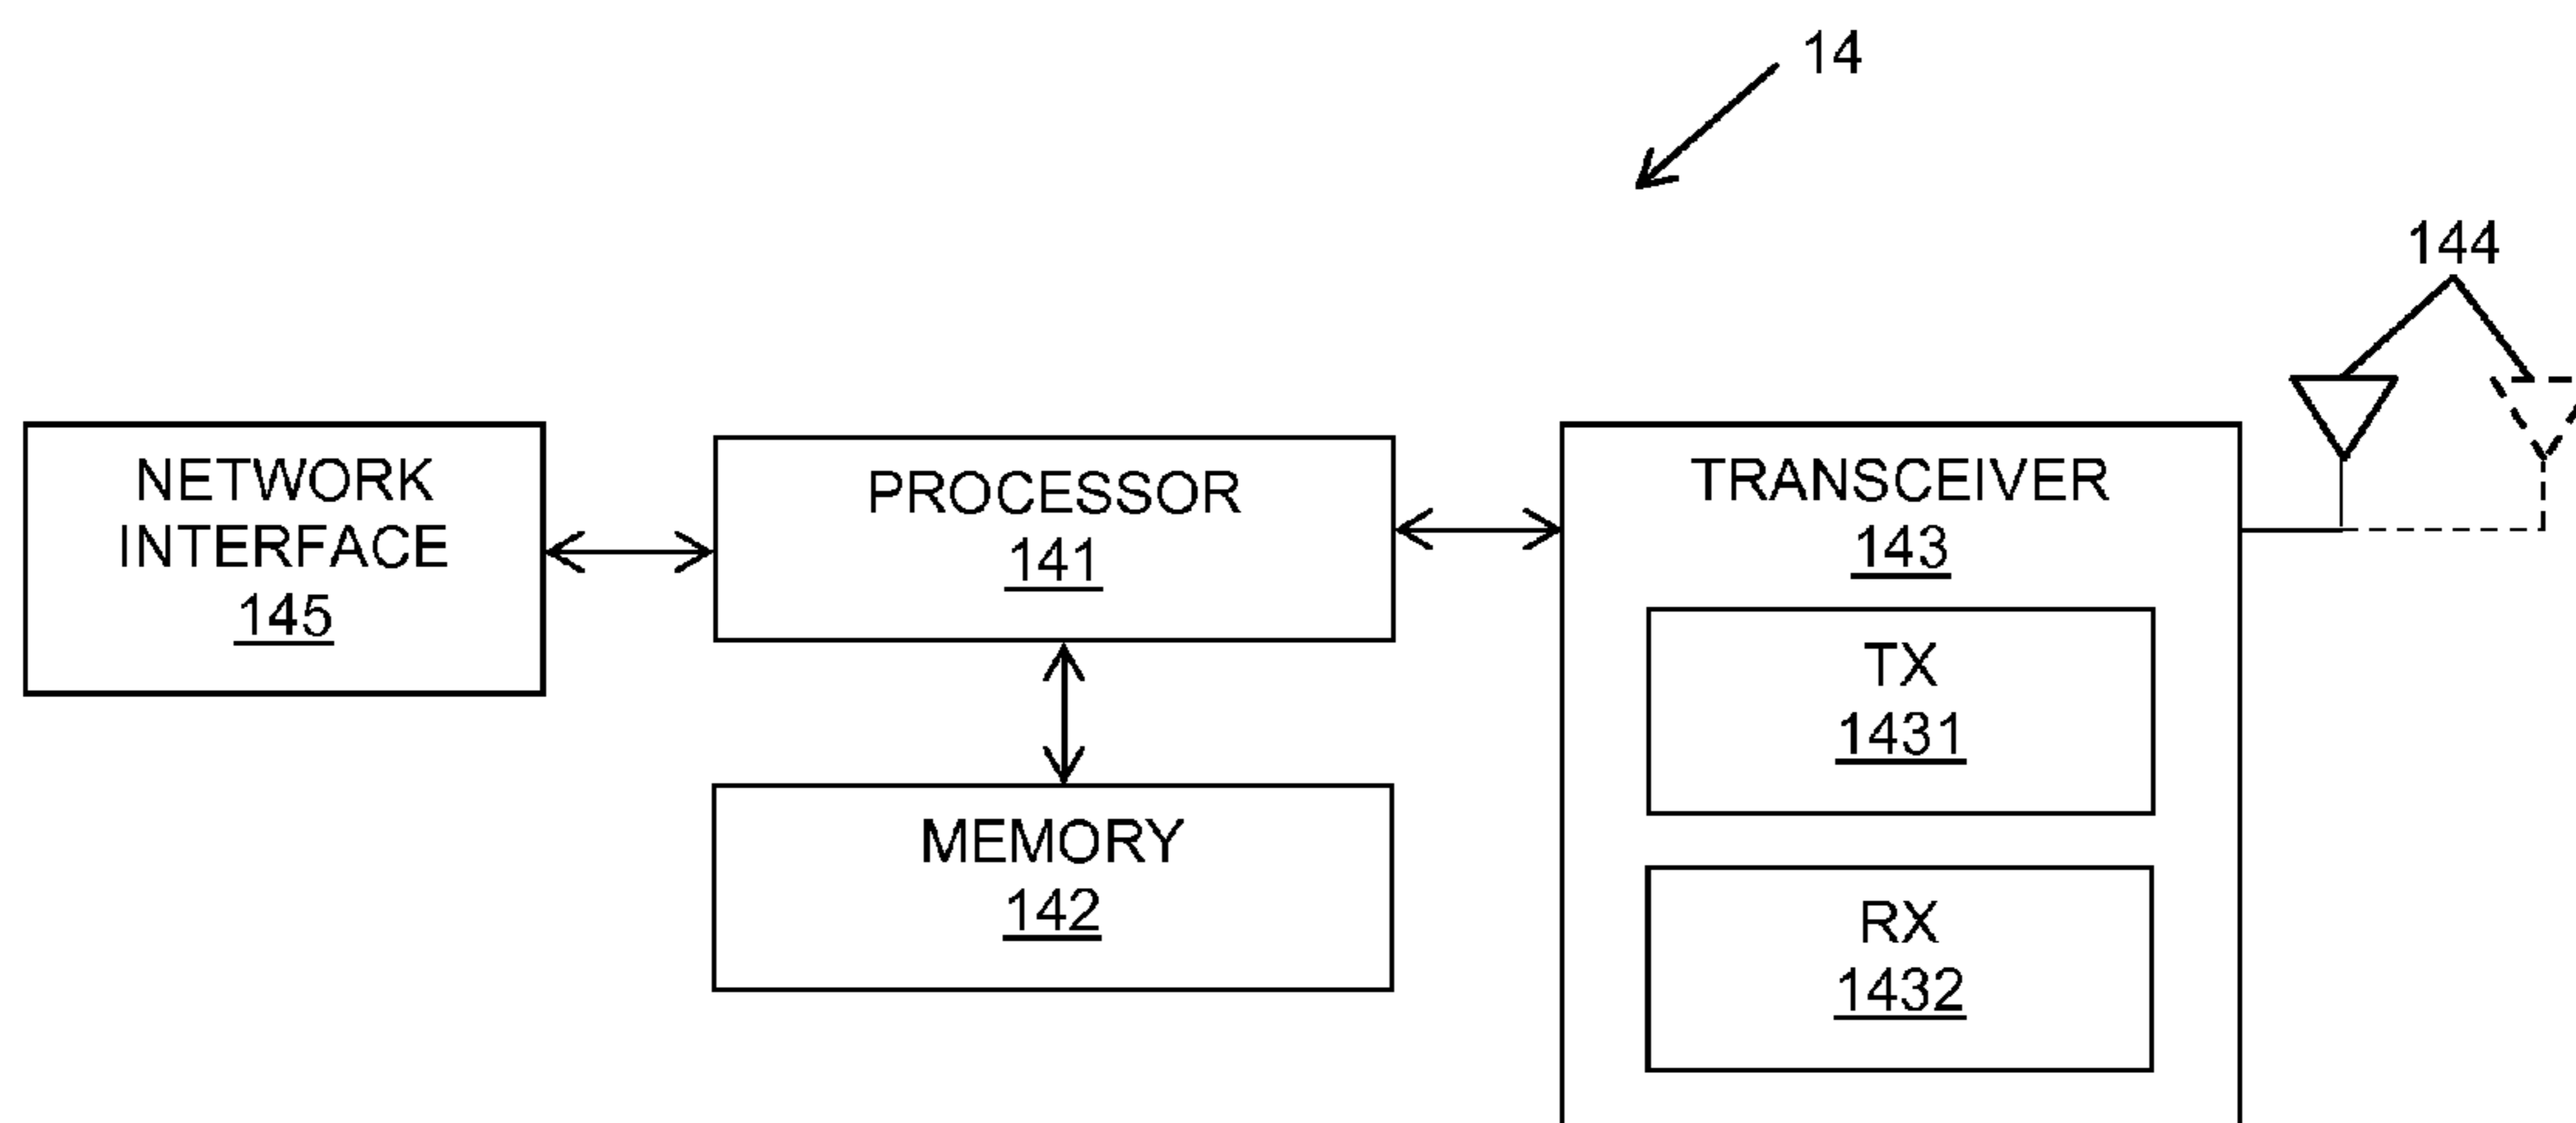 14
144
NETWORK
INTERFACE
145
PROCESSOR
141
MEMORY
142
TRANSCEIVER
143
TX
1431
RX
1432